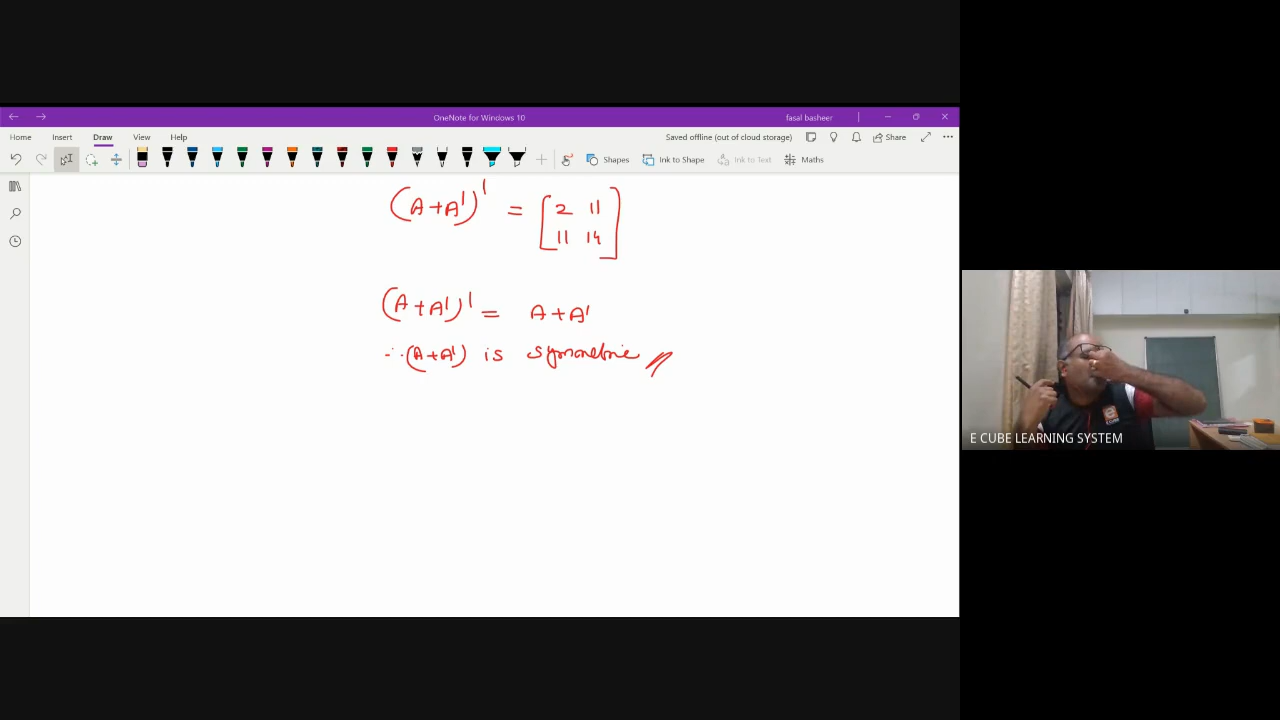 OneNote for Windows 10
fasal basheer
Home Insert Draw View Help
Saved offline (out of cloud storage) Share
Shapes Ink to Shape Ink to Text Maths
(A+A')' = [2 11
11 14]
(A+A')' = A+A'
∴(A+A') is symmetric
E CUBE LEARNING SYSTEM